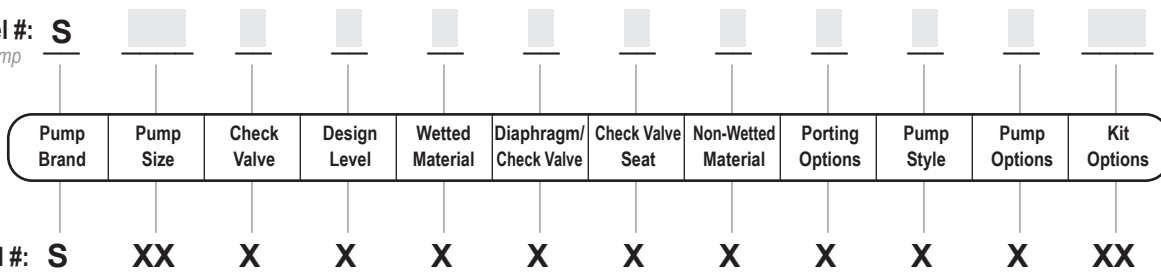 l #: S
mp
Pump Brand Pump Size Check Valve Design Level Wetted Material Diaphragm/ Check Valve Check Valve Seat Non-Wetted Material Porting Options Pump Style Pump Options Kit Options
l #: S XX X X X X X X X X X XX